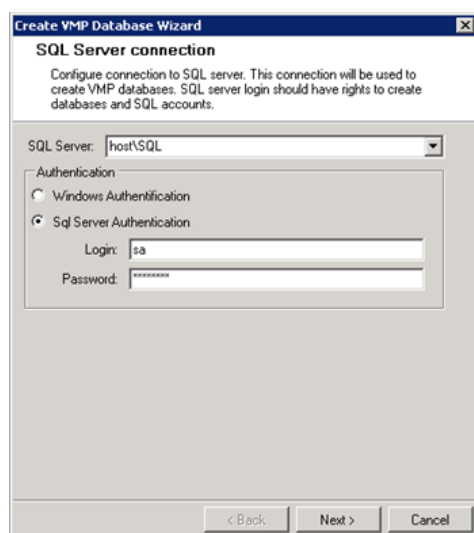 Create VMP Database Wizard
SQL Server connection
Configure connection to SQL server. This connection will be used to
create VMP databases. SQL server login should have rights to create
databases and SQL accounts.
SQL Server: host\SQL
Authentication
Windows Authentification
Sql Server Authentication
Login: sa
Password: ********
< Back Next > Cancel